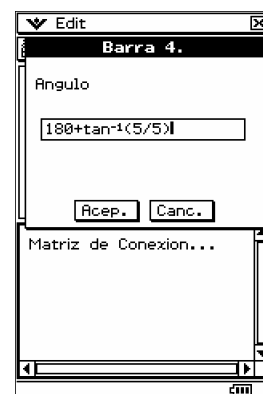 Edit
Barra 4.
Angulo
180+tan⁻¹(5/5)
Acep. Canc.
Matriz de Conexion...